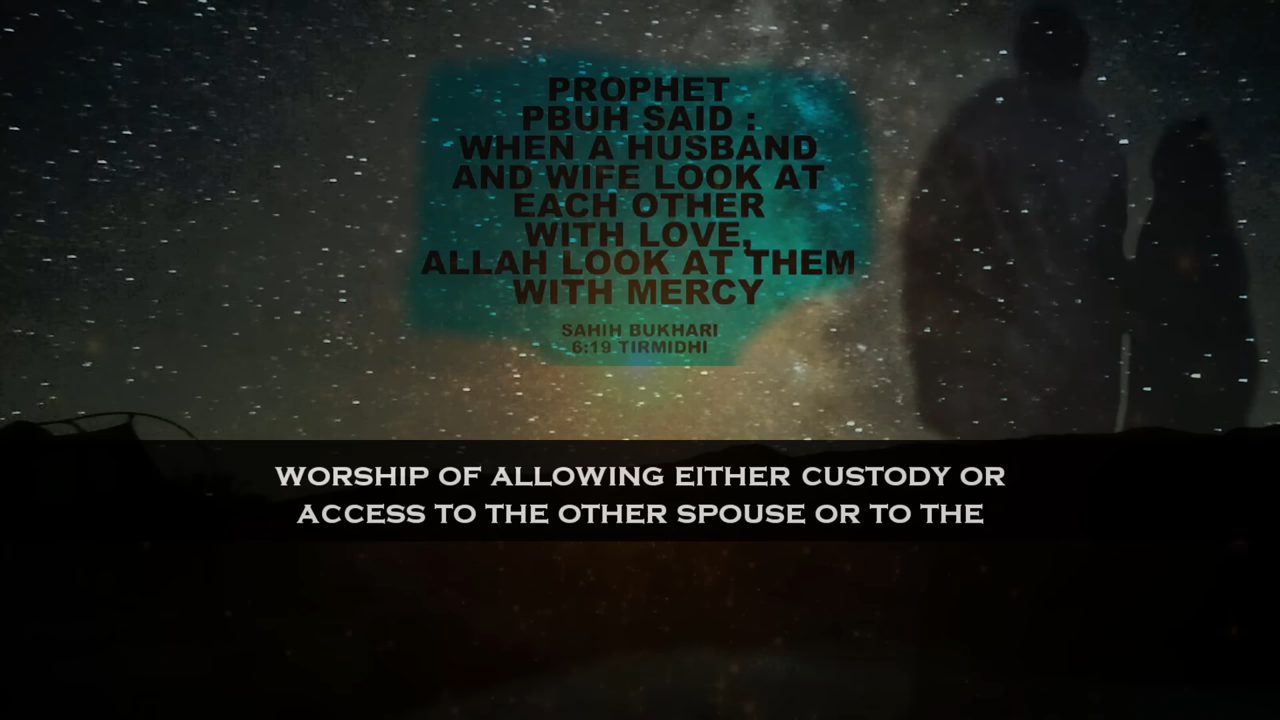 PROPHET
PBUH SAID :
WHEN A HUSBAND
AND WIFE LOOK AT
EACH OTHER
WITH LOVE,
ALLAH LOOK AT THEM
WITH MERCY
SAHIH BUKHARI
6:19 TIRMIDHI
WORSHIP OF ALLOWING EITHER CUSTODY OR
ACCESS TO THE OTHER SPOUSE OR TO THE